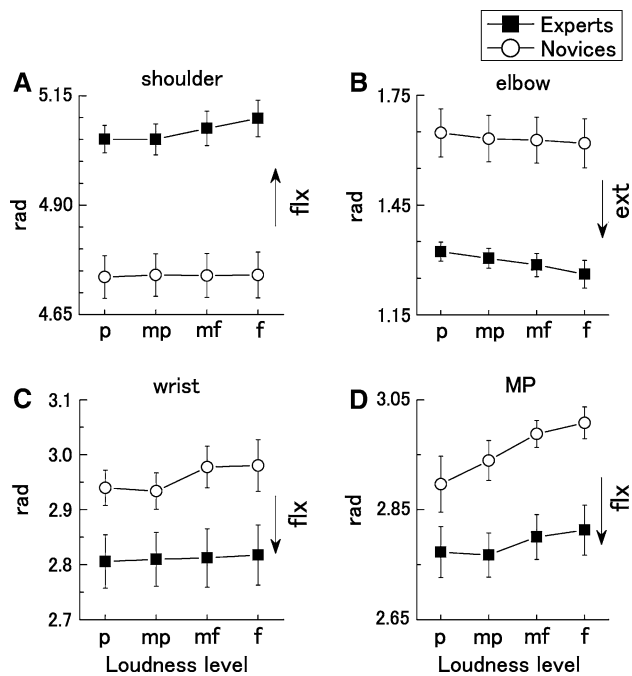 Experts
Novices
A shoulder
5.15
4.90
4.65
rad
flx
p mp mf f
B elbow
1.75
1.45
1.15
rad
ext
p mp mf f
C wrist
3.1
3.0
2.9
2.8
2.7
rad
flx
p mp mf f
Loudness level
D MP
3.05
2.85
2.65
rad
flx
p mp mf f
Loudness level